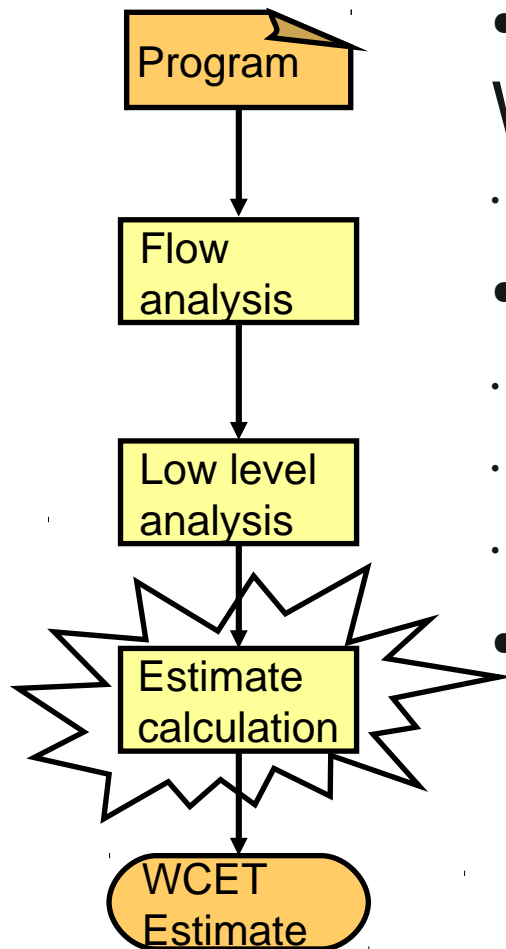 Program
Flow
analysis
Low level
analysis
Estimate
calculation
WCET
Estimate